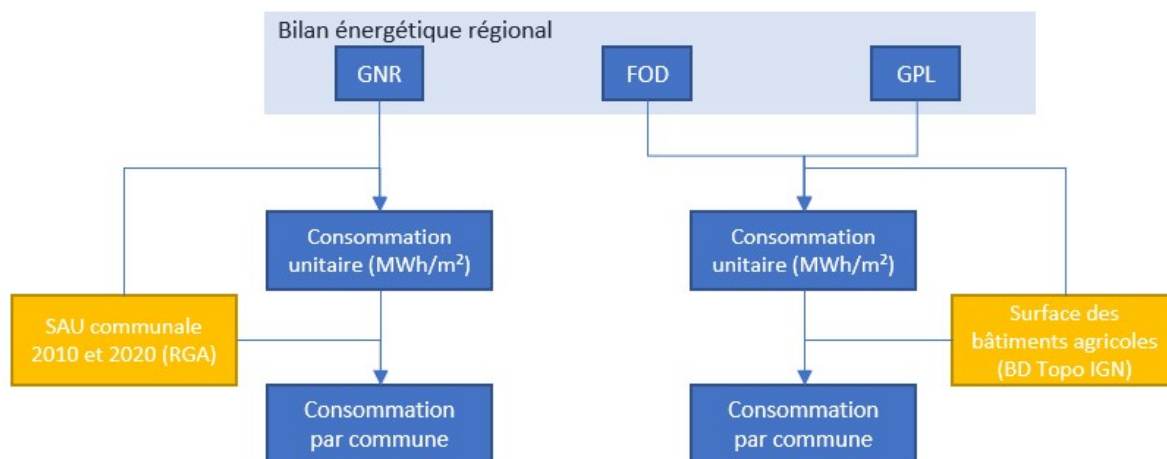 Bilan énergétique régional
GNR
FOD
GPL
Consommation
unitaire (MWh/m²)
Consommation
unitaire (MWh/m²)
SAU communale
2010 et 2020 (RGA)
Surface des
bâtiments agricoles
(BD Topo IGN)
Consommation
par commune
Consommation
par commune